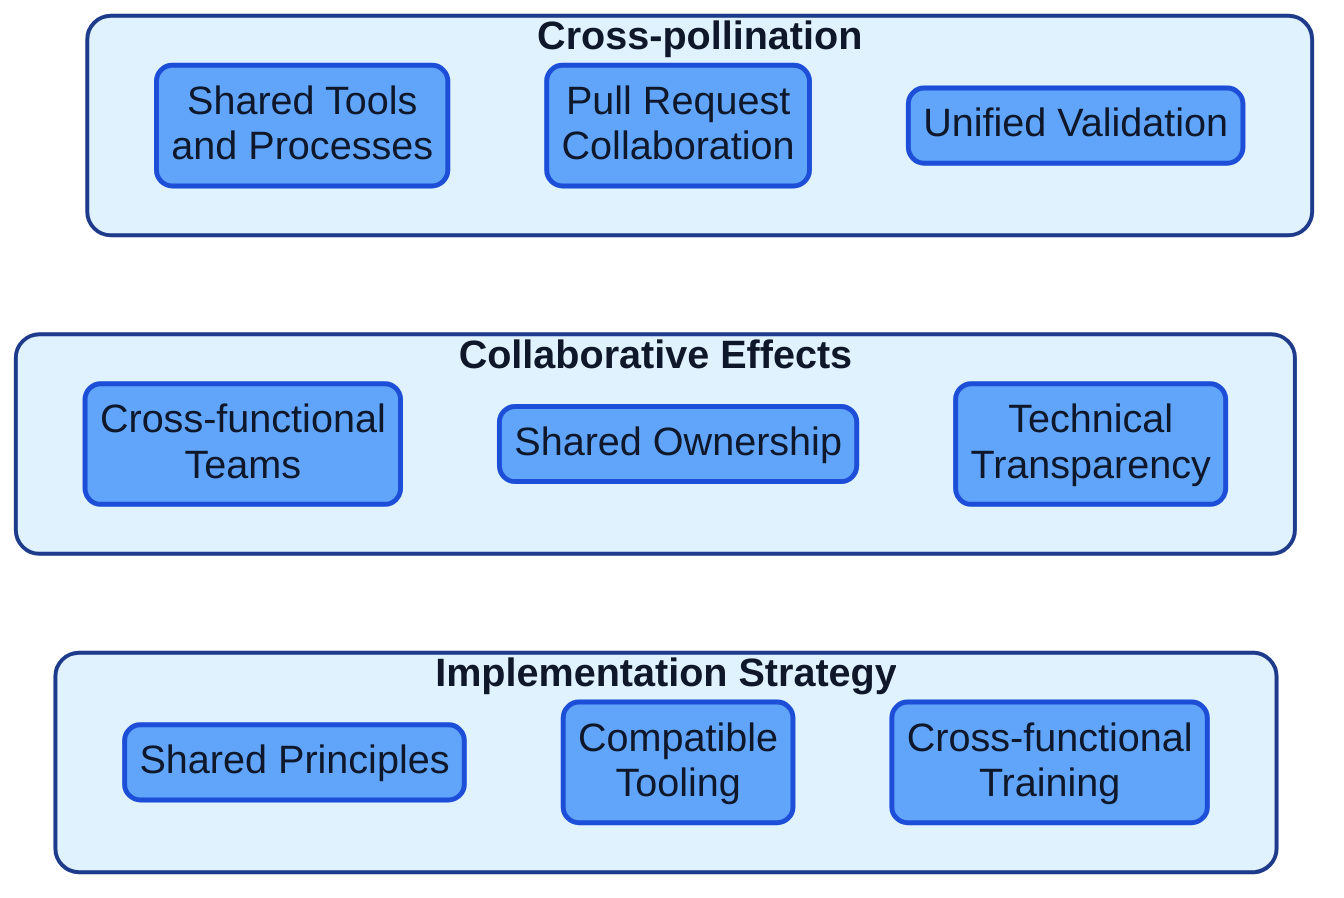 Cross-pollination
Shared Tools
and Processes
Pull Request
Collaboration
Unified Validation
Collaborative Effects
Cross-functional
Teams
Shared Ownership
Technical
Transparency
Implementation Strategy
Shared Principles
Compatible
Tooling
Cross-functional
Training